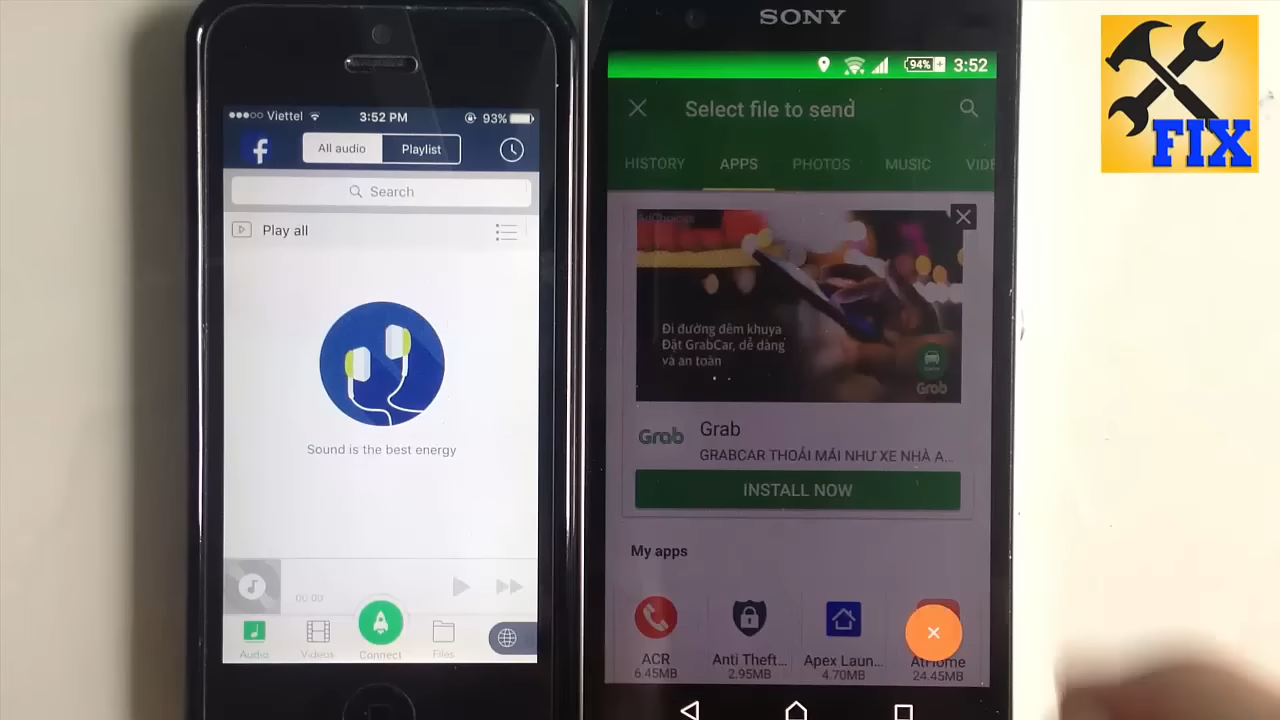 Viettel
3:52 PM
93%
f
All audio
Playlist
Search
Play all
Sound is the best energy
00:00
Audio
Videos
Connect
Files
SONY
94%
3:52
Select file to send
HISTORY
APPS
PHOTOS
MUSIC
VIDE
AdChoices
Đi đường đêm khuya
Đặt GrabCar, dễ dàng
và an toàn
Grab
Grab
Grab
GRABCAR THOẢI MÁI NHƯ XE NHÀ A...
INSTALL NOW
My apps
ACR
6.45MB
Anti Theft...
2.95MB
Apex Laun...
4.70MB
AtHome
24.45MB
FIX